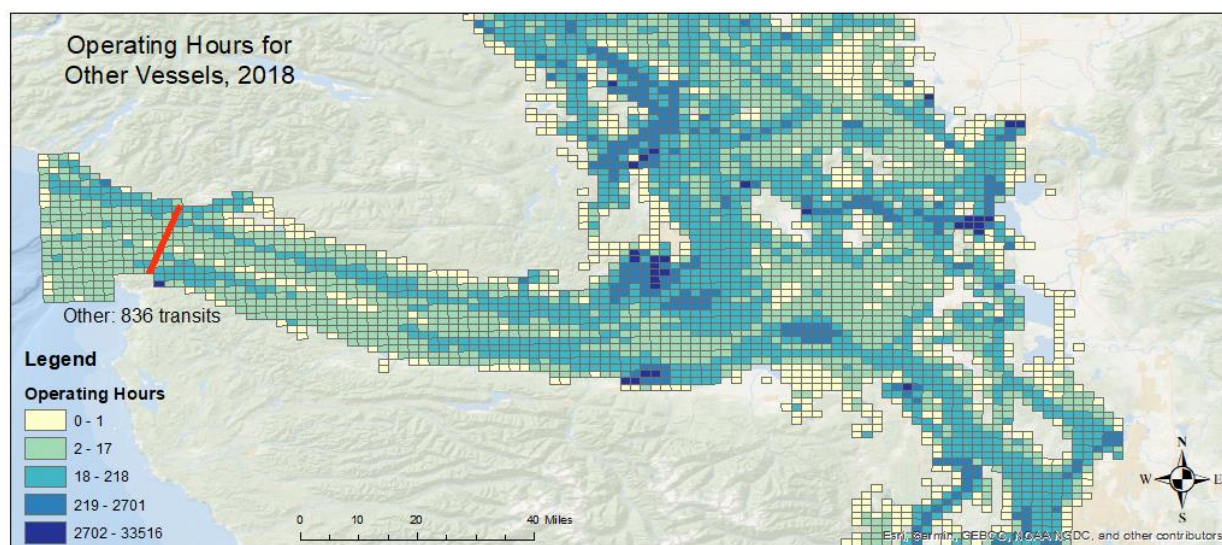 Operating Hours for
Other Vessels, 2018
Other: 836 transits
Legend
Operating Hours
0 - 1
2 - 17
18 - 218
219 - 2701
2702 - 33516
0 10 20 40 Miles
N
W E
S
Esri, Garmin, GEBCO, NOAA NGDC, and other contributors